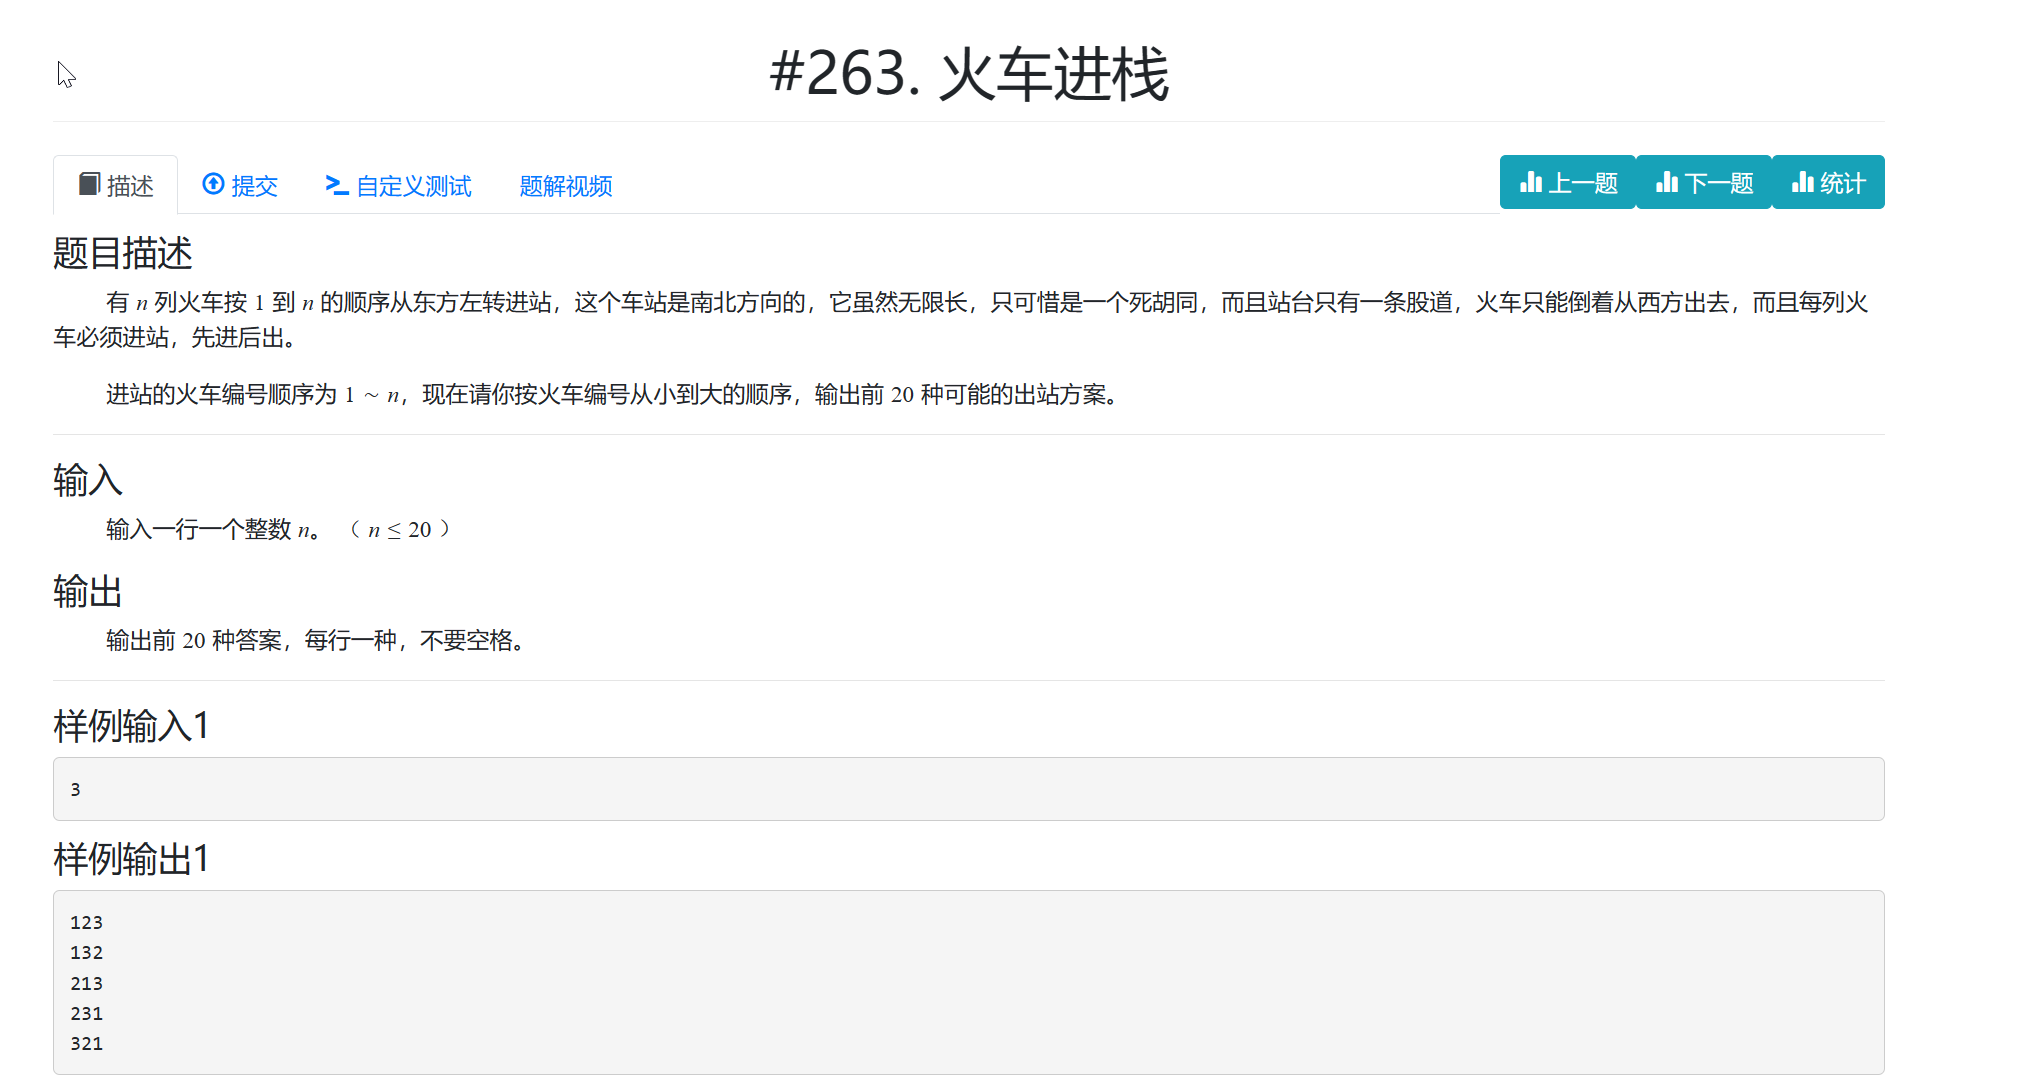 #263. 火车进栈
描述 提交 自定义测试 题解视频 上一题 下一题 统计
题目描述
有 n 列火车按 1 到 n 的顺序从东方左转进站，这个车站是南北方向的，它虽然无限长，只可惜是一个死胡同，而且站台只有一条股道，火车只能倒着从西方出去，而且每列火
车必须进站，先进后出。
进站的火车编号顺序为 1 ∼ n，现在请你按火车编号从小到大的顺序，输出前 20 种可能的出站方案。
输入
输入一行一个整数 n。 （ n ≤ 20 ）
输出
输出前 20 种答案，每行一种，不要空格。
样例输入1
3
样例输出1
123
132
213
231
321